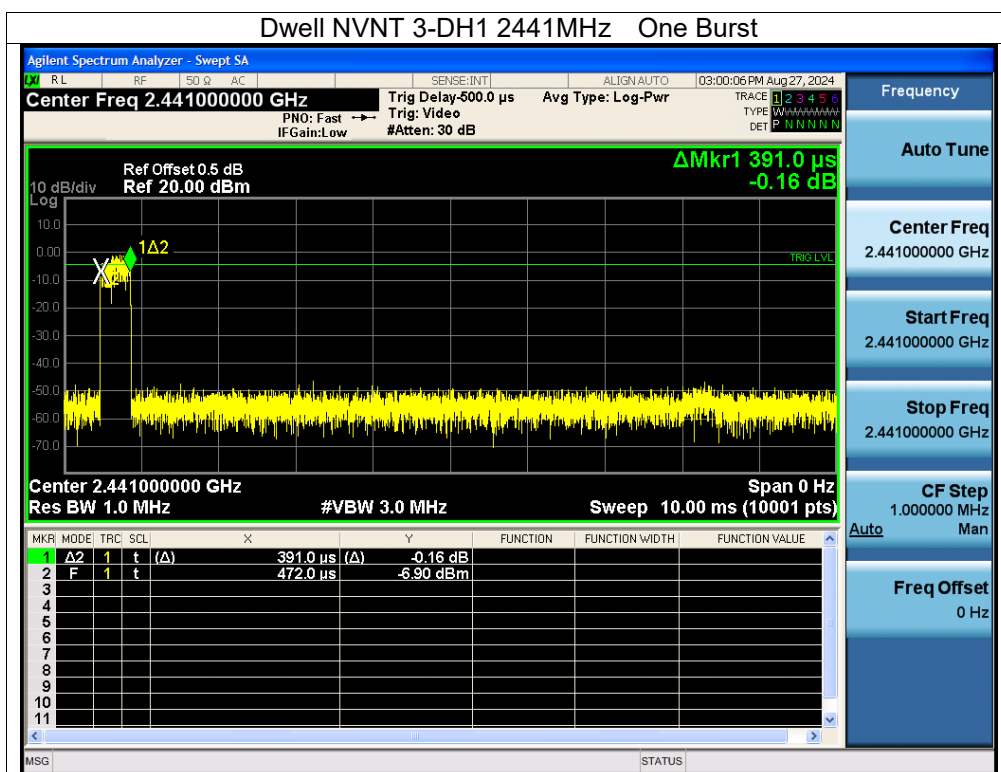 Dwell NVNT 3-DH1 2441MHz One Burst
Agilent Spectrum Analyzer - Swept SA
LXI RL RF 50 Ω AC SENSE:INT ALIGN AUTO 03:00:06 PM Aug 27, 2024
Center Freq 2.441000000 GHz Trig Delay-500.0 µs Avg Type: Log-Pwr TRACE 1 2 3 4 5 6
PNO: Fast Trig: Video TYPE WWWWWW
IFGain:Low #Atten: 30 dB DET P N N N N N
Frequency
Auto Tune
Center Freq
2.441000000 GHz
Start Freq
2.441000000 GHz
Stop Freq
2.441000000 GHz
CF Step
1.000000 MHz
Auto Man
Freq Offset
0 Hz
ΔMkr1 391.0 µs
-0.16 dB
Ref Offset 0.5 dB
10 dB/div Ref 20.00 dBm
Log
10.0
0.00
-10.0
-20.0
-30.0
-40.0
-50.0
-60.0
-70.0
1Δ2
TRIG LVL
Center 2.441000000 GHz Span 0 Hz
Res BW 1.0 MHz #VBW 3.0 MHz Sweep 10.00 ms (10001 pts)
MKR MODE TRC SCL X Y FUNCTION FUNCTION WIDTH FUNCTION VALUE
1 Δ2 1 t (Δ) 391.0 µs (Δ) -0.16 dB
2 F 1 t 472.0 µs -6.90 dBm
3
4
5
6
7
8
9
10
11
MSG STATUS